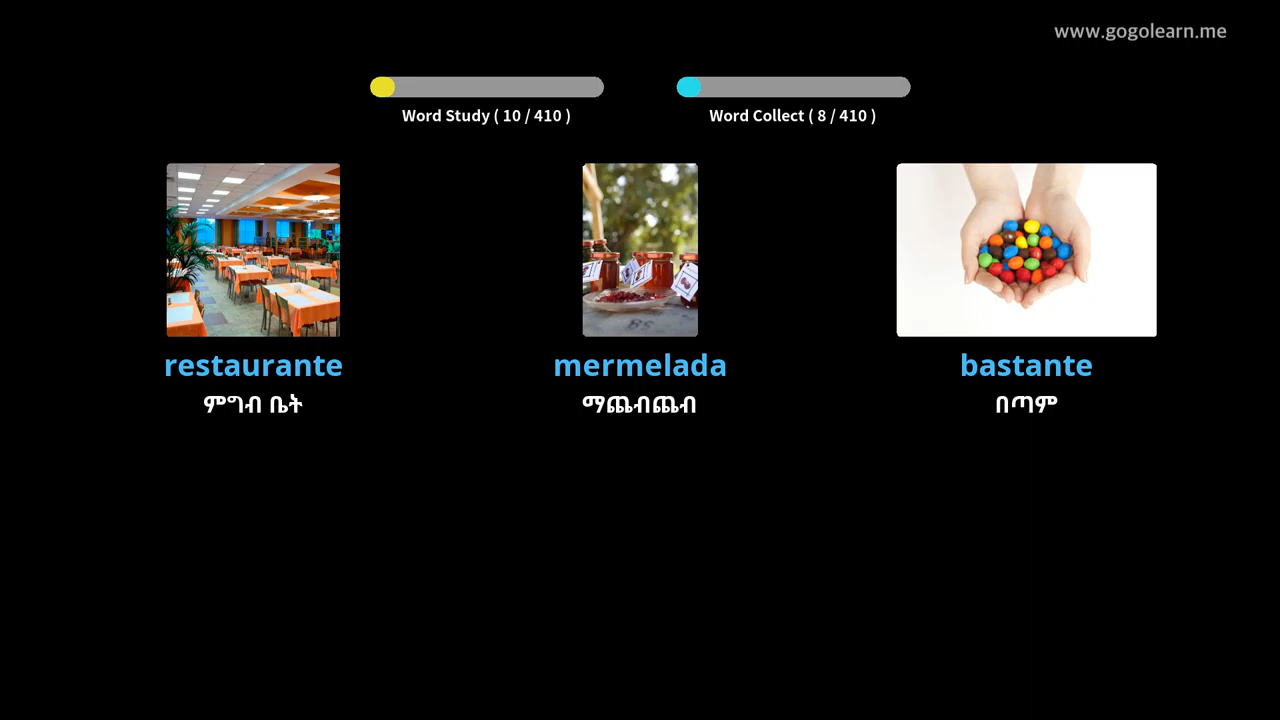 www.gogolearn.me
Word Study ( 10 / 410 )
Word Collect ( 8 / 410 )
restaurante
ምግብ ቤት
mermelada
ማጨብጨብ
bastante
በጣም